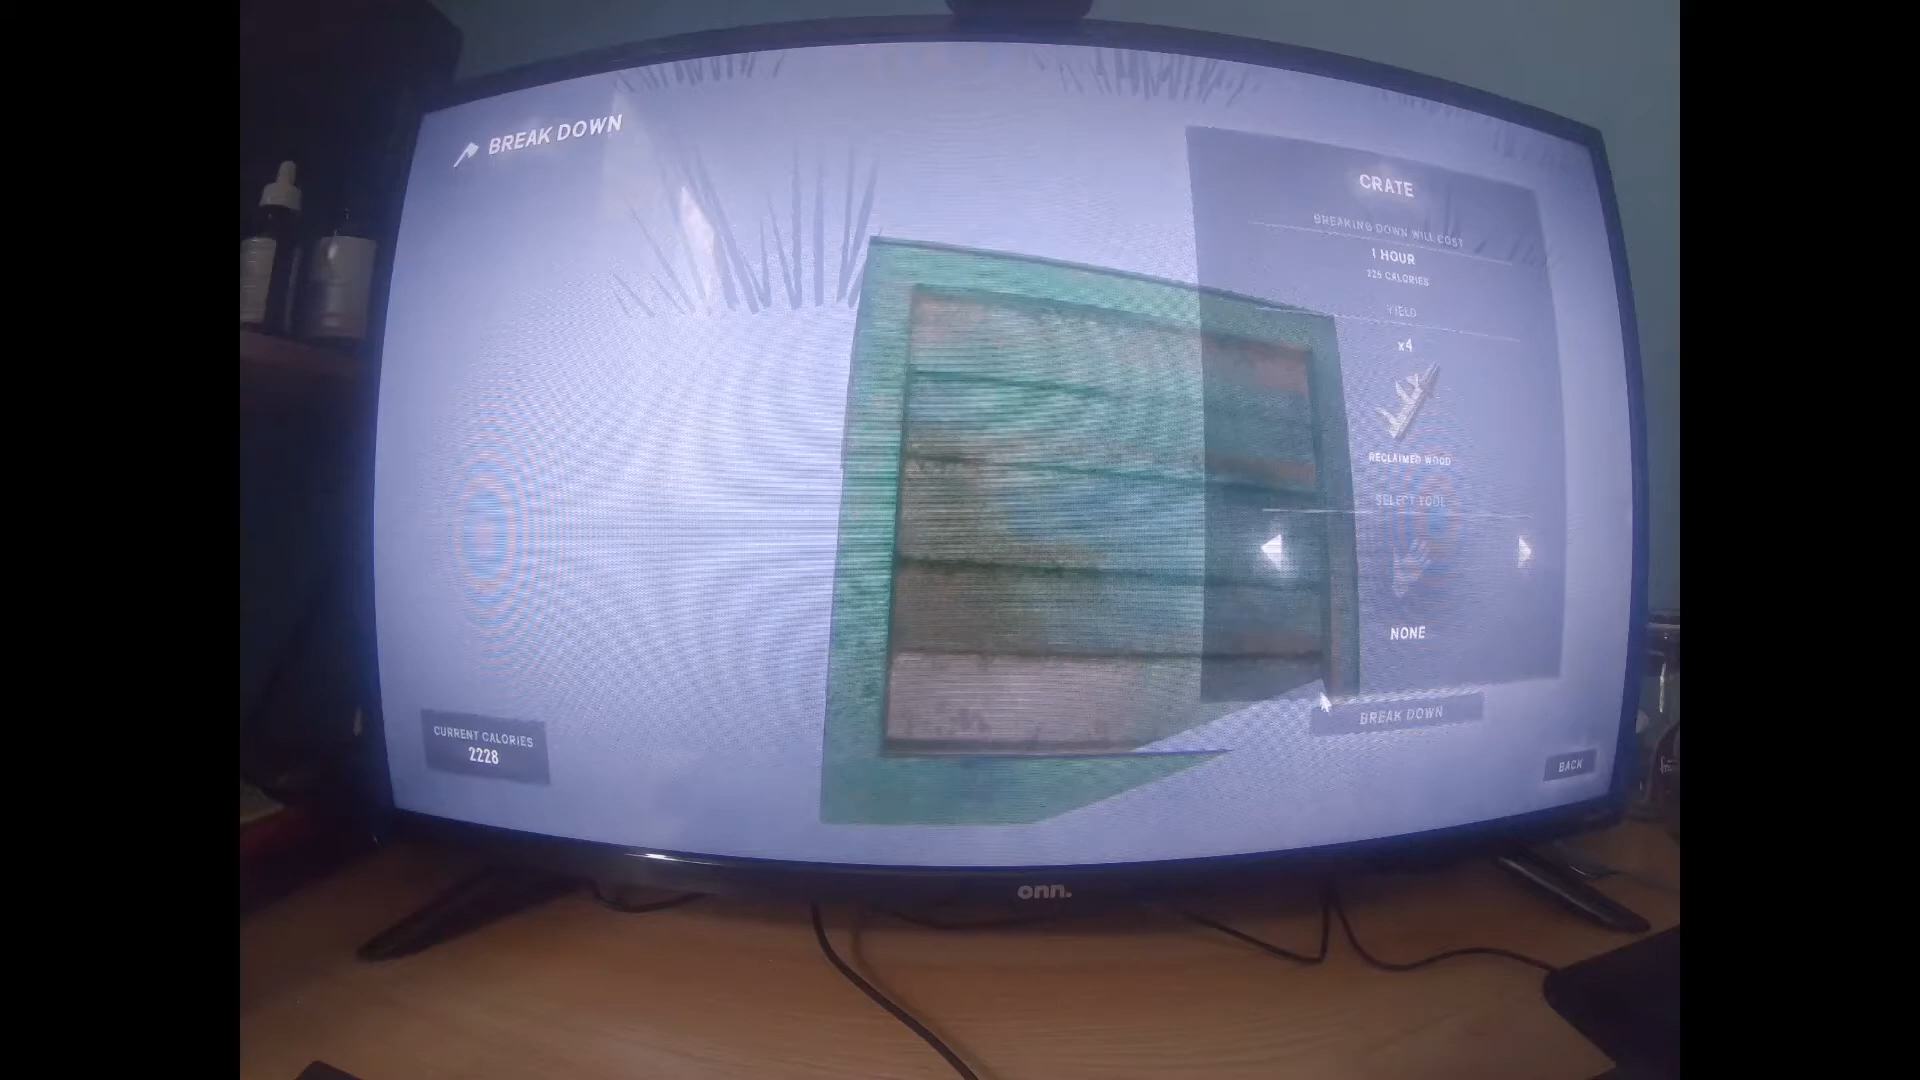 BREAK DOWN
CRATE
BREAKING DOWN WILL COST
1 HOUR
225 CALORIES
YIELD
x4
RECLAIMED WOOD
SELECT TOOL
NONE
BREAK DOWN
BACK
CURRENT CALORIES
2228
onn.